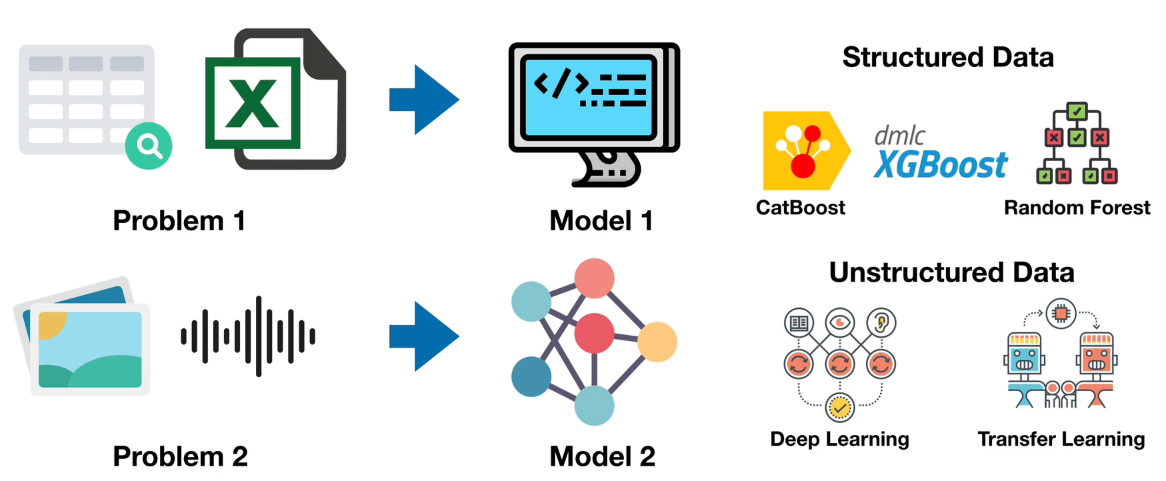 Structured Data
X
</>
dmlc
XGBoost
CatBoost
Random Forest
Problem 1
Model 1
Unstructured Data
Deep Learning
Transfer Learning
Problem 2
Model 2